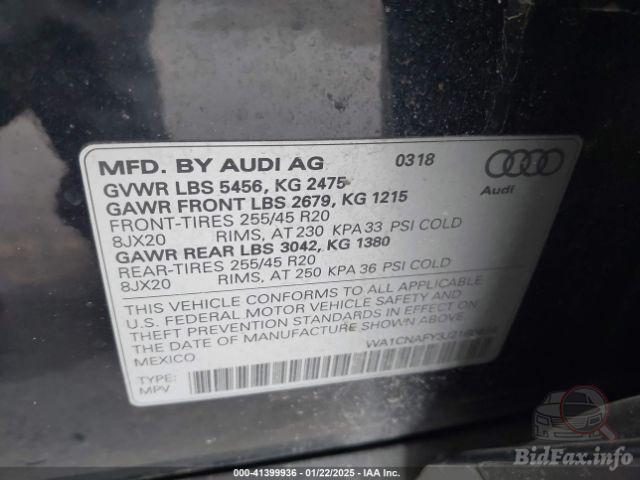 MFD. BY AUDI AG 0318
GVWR LBS 5456, KG 2475
GAWR FRONT LBS 2679, KG 1215
FRONT-TIRES 255/45 R20
8JX20 RIMS, AT 230 KPA 33 PSI COLD
GAWR REAR LBS 3042, KG 1380
REAR-TIRES 255/45 R20
8JX20 RIMS, AT 250 KPA 36 PSI COLD
Audi
THIS VEHICLE CONFORMS TO ALL APPLICABLE
U.S. FEDERAL MOTOR VEHICLE SAFETY AND
THEFT PREVENTION STANDARDS IN EFFECT ON
THE DATE OF MANUFACTURE SHOWN ABOVE.
MEXICO
TYPE:
MPV
BidFax.info
000-41399936 - 01/22/2025 - IAA Inc.